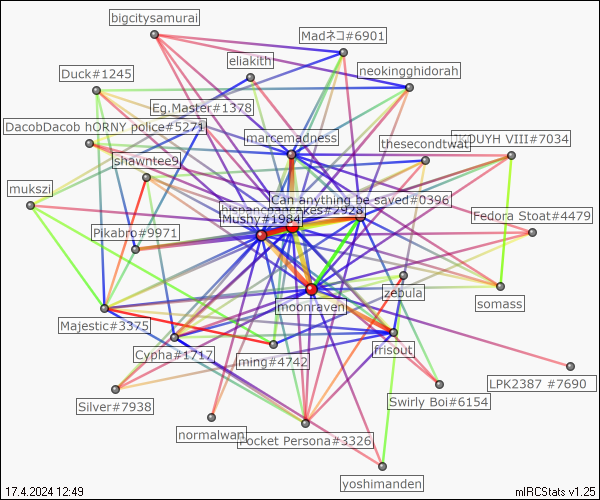 bigcitysamurai
Madネコ#6901
eliakith
neokingghidorah
Duck#1245
Eg.Master#1378
DacobDacob hORNY police#5271
marcemadness
thesecondtwat
DUYH VIII#7034
shawntee9
mukszi
Can anything be saved#0396
hispanicpancakes#2928
Mushy#1984
Fedora Stoat#4479
Pikabro#9971
zebula
somass
moonraven
Majestic#3375
frisout
Cypha#1717
ming#4742
LPK2387 #7690
Swirly Boi#6154
Silver#7938
normalwan
Pocket Persona#3326
yoshimanden
17.4.2024 12:49
mIRCStats v1.25